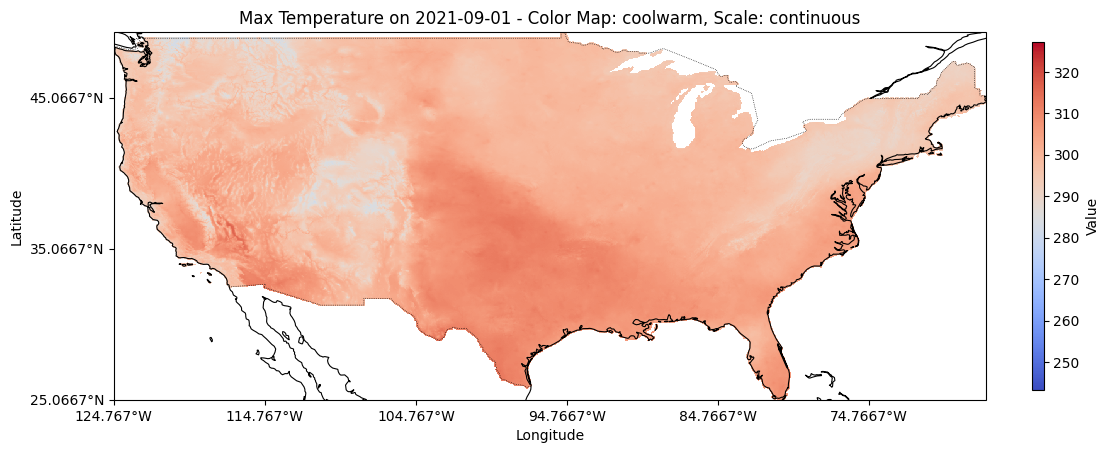 Max Temperature on 2021-09-01 - Color Map: coolwarm, Scale: continuous
Latitude
45.0667°N
35.0667°N
25.0667°N
124.767°W
114.767°W
104.7667°W
94.7667°W
84.7667°W
74.7667°W
Longitude
320
310
300
290
280
270
260
250
Value